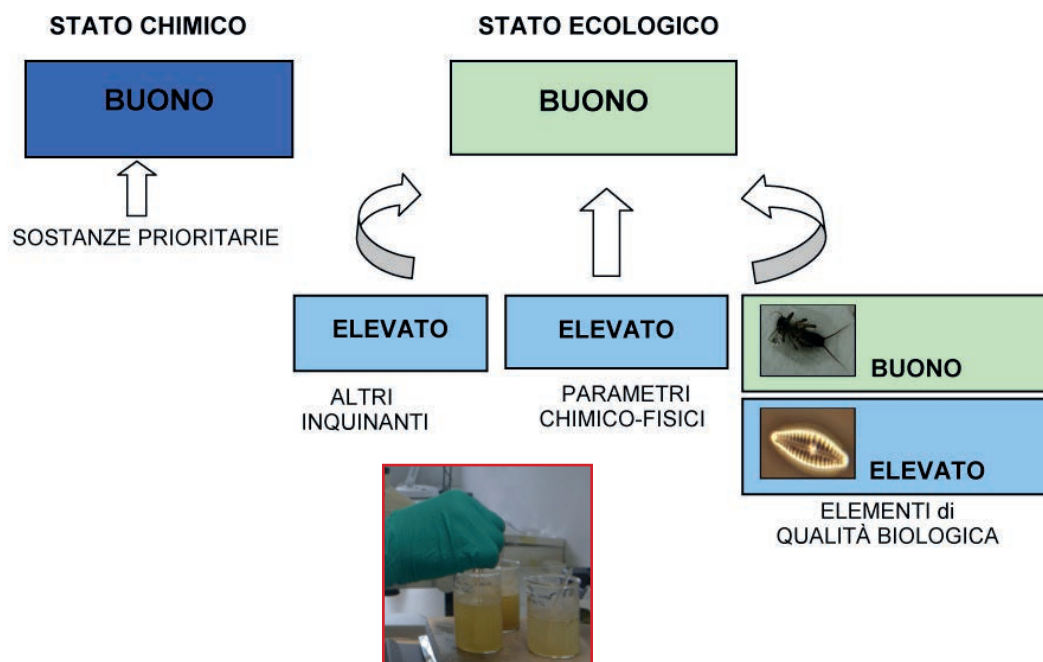 STATO CHIMICO
STATO ECOLOGICO
BUONO
BUONO
SOSTANZE PRIORITARIE
ELEVATO
ELEVATO
BUONO
ALTRI
INQUINANTI
PARAMETRI
CHIMICO-FISICI
ELEVATO
ELEMENTI di
QUALITÀ BIOLOGICA